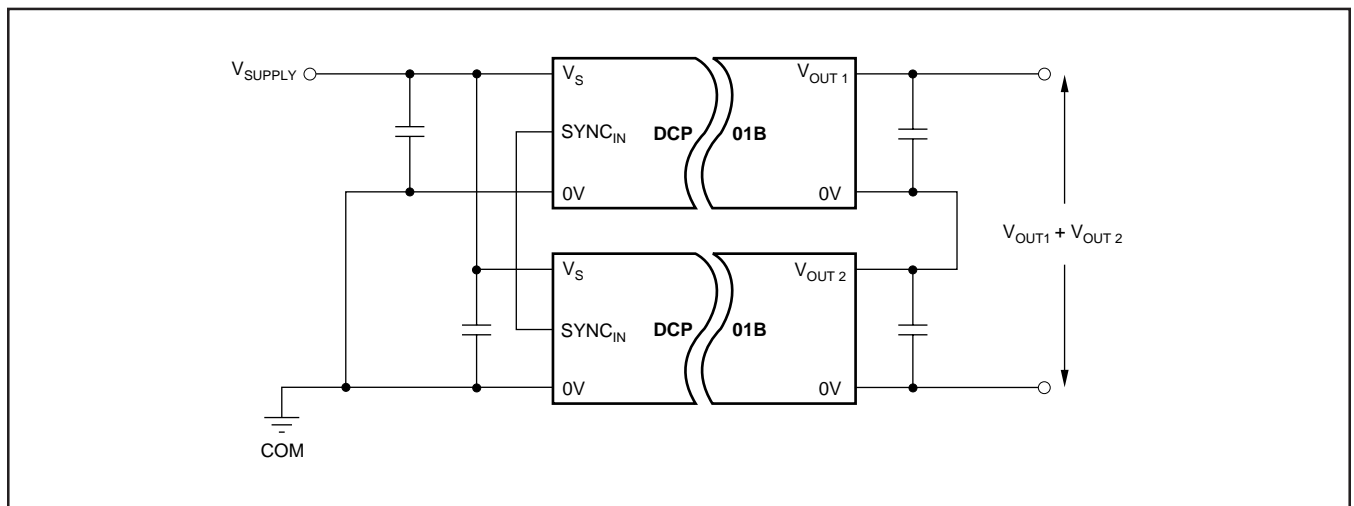 V_SUPPLY
V_S
V_OUT 1
SYNC_IN
DCP
01B
0V
0V
V_OUT1 + V_OUT 2
V_S
V_OUT 2
SYNC_IN
DCP
01B
0V
0V
COM